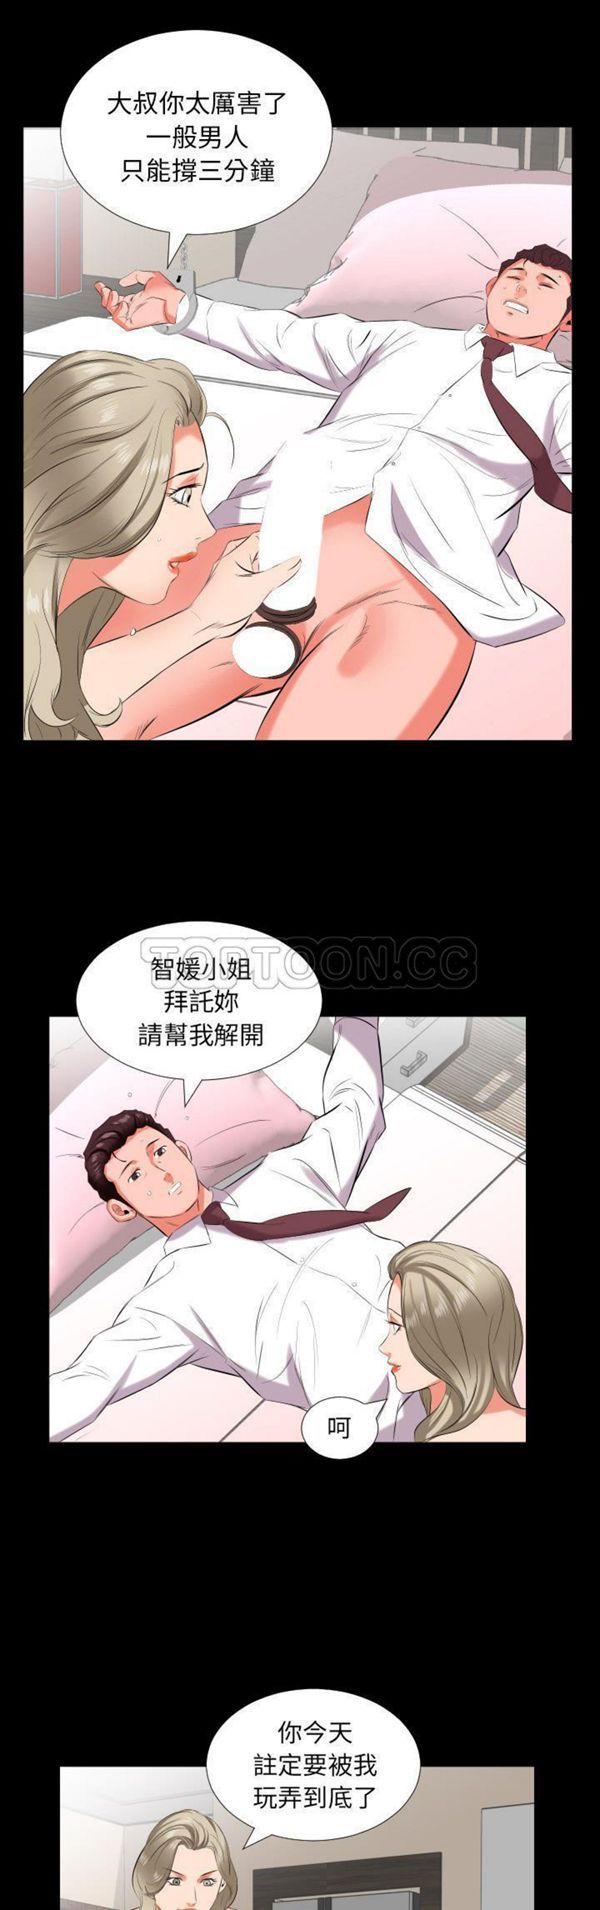 大叔你太厲害了
一般男人
只能撐三分鐘
TOPTOON.CC
智媛小姐
拜託妳
請幫我解開
呵
你今天
註定要被我
玩弄到底了